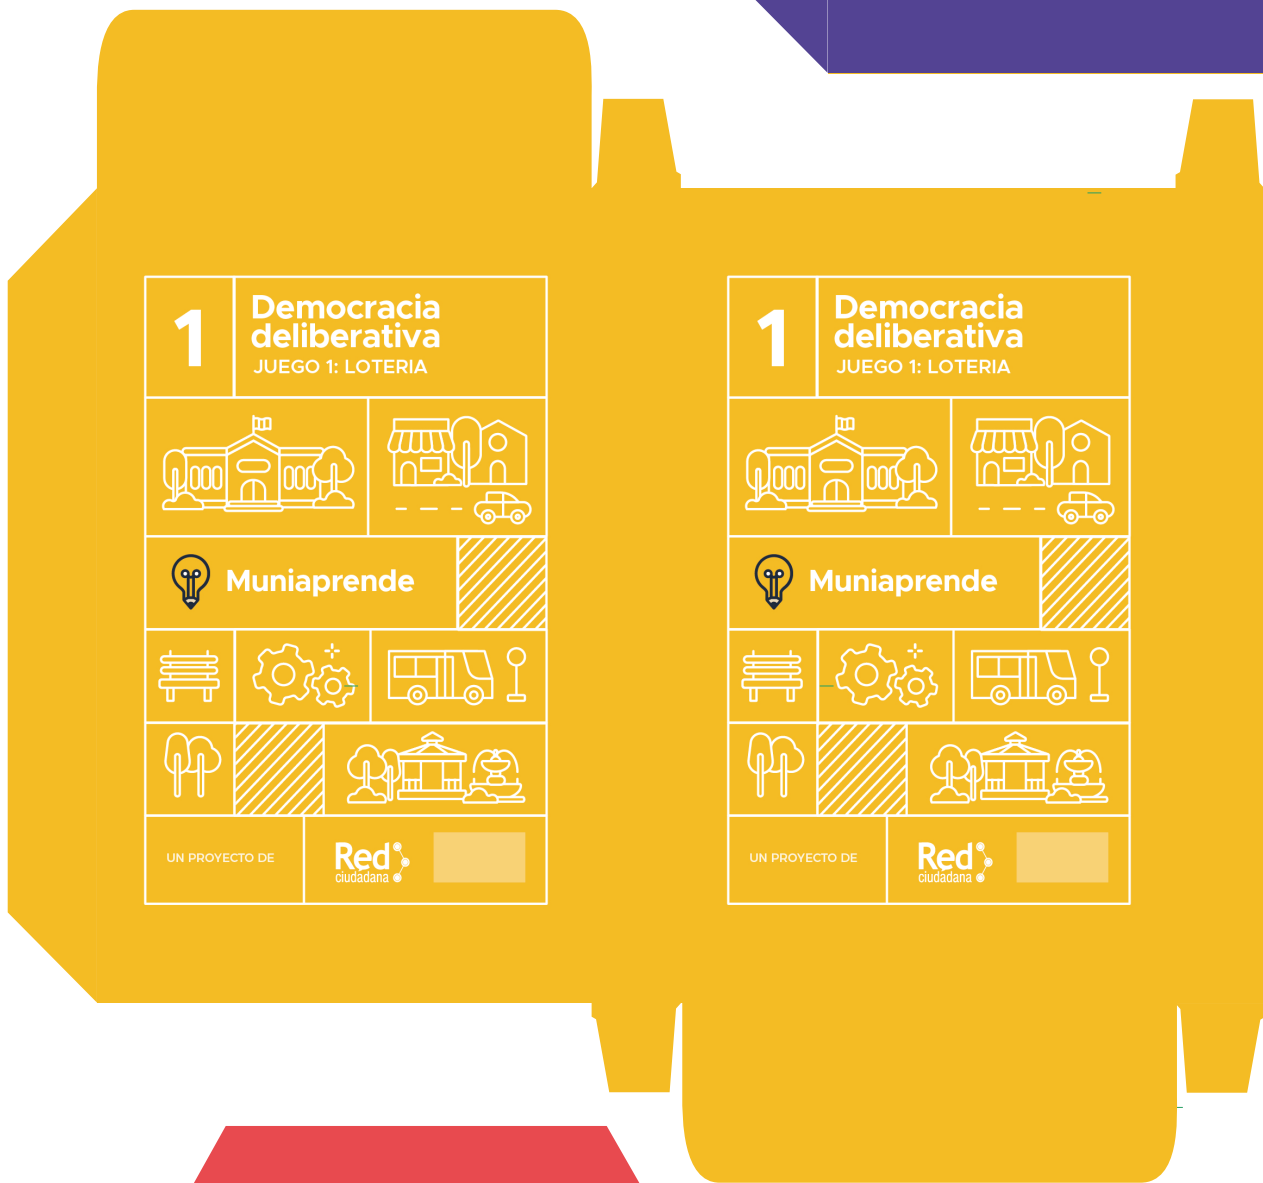 1
Democracia
deliberativa
JUEGO 1: LOTERIA
Muniaprende
UN PROYECTO DE
Red
ciudadana
1
Democracia
deliberativa
JUEGO 1: LOTERIA
Muniaprende
UN PROYECTO DE
Red
ciudadana